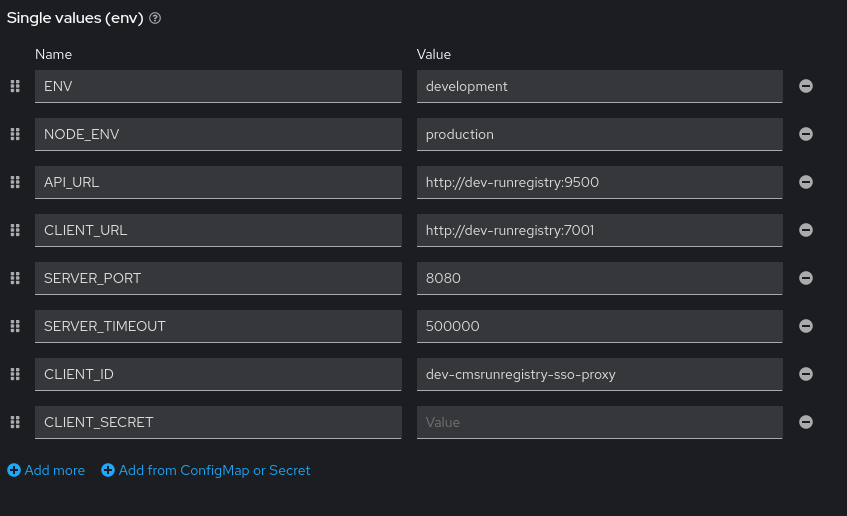 Single values (env)
Name Value
ENV development
NODE_ENV production
API_URL http://dev-runregistry:9500
CLIENT_URL http://dev-runregistry:7001
SERVER_PORT 8080
SERVER_TIMEOUT 500000
CLIENT_ID dev-cmsrunregistry-sso-proxy
CLIENT_SECRET Value
Add more Add from ConfigMap or Secret